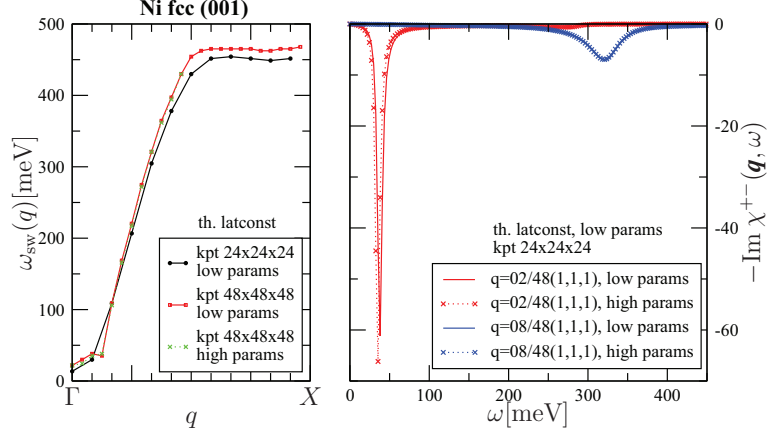 Ni fcc (001)
500
400
300
200
100
0
ω_sw(q)[meV]
th. latconst
kpt 24x24x24
low params
kpt 48x48x48
low params
kpt 48x48x48
high params
Γ
q
X
0
-20
-40
-60
−Im χ⁺⁻(q, ω)
th. latconst, low params
kpt 24x24x24
q=02/48(1,1,1), low params
q=02/48(1,1,1), high params
q=08/48(1,1,1), low params
q=08/48(1,1,1), high params
0
100
200
300
400
ω[meV]